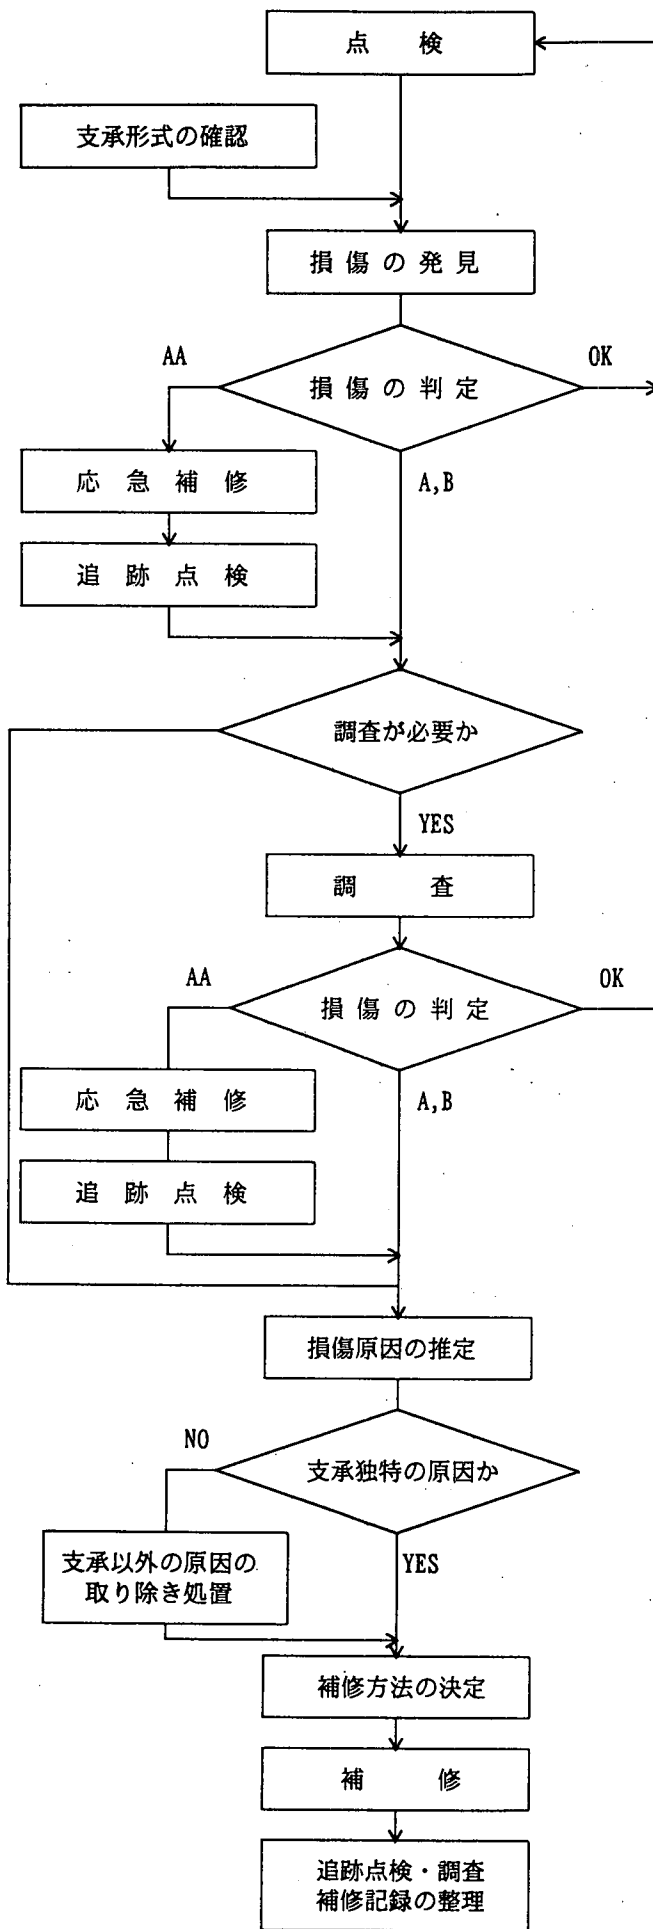 点　検
支承形式の確認
損傷の発見
AA
OK
損傷の判定
応急補修
A,B
追跡点検
調査が必要か
YES
調　査
AA
OK
損傷の判定
応急補修
A,B
追跡点検
損傷原因の推定
NO
支承独特の原因か
支承以外の原因の
取り除き処置
YES
補修方法の決定
補　修
追跡点検・調査
補修記録の整理